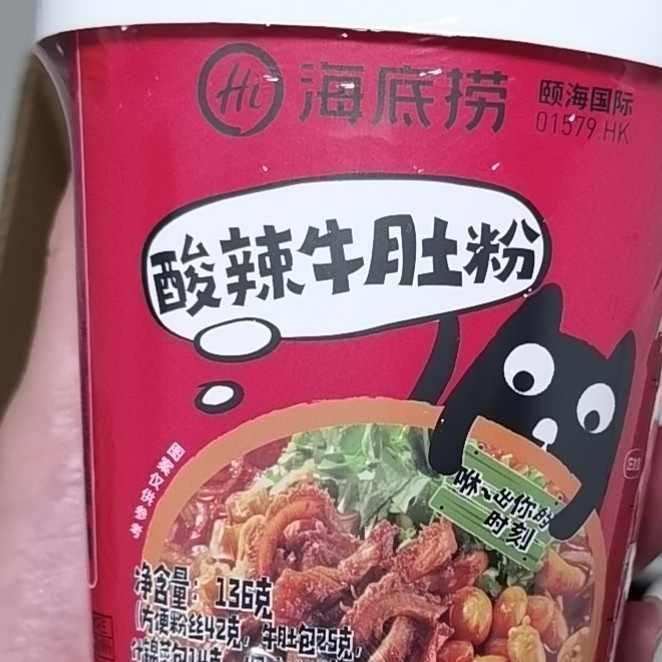 Hi 海底捞 颐海国际
01579.HK
酸辣牛肚粉
图案仅供参考
咻~出你的
时刻
净含量: 136克
(方便粉丝42克, 牛肚包25克,